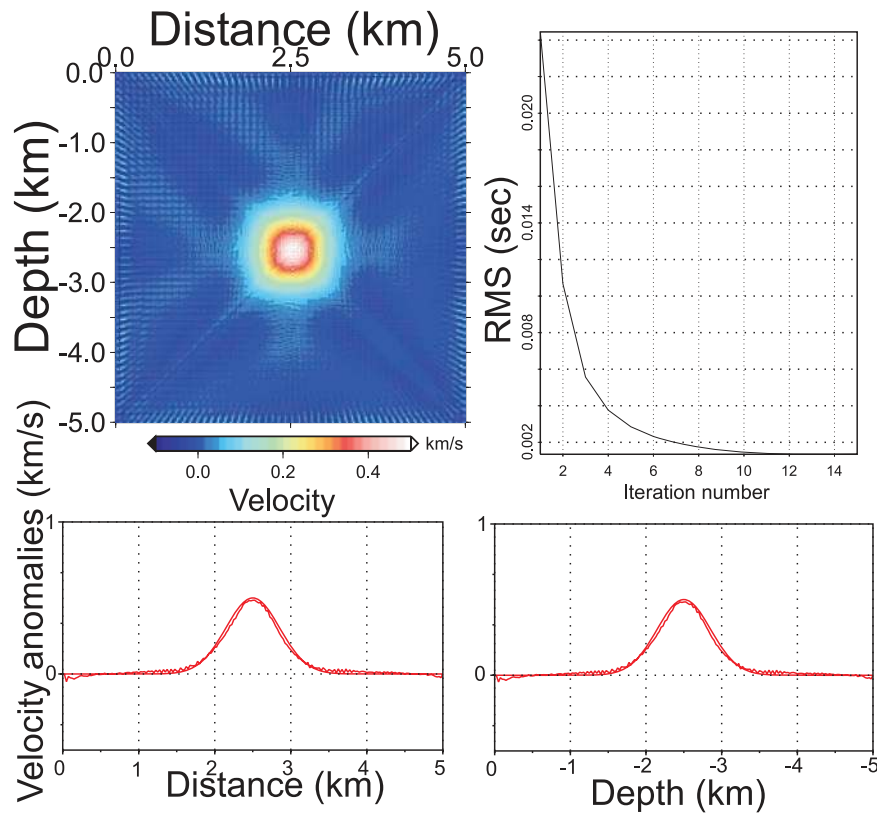 Distance (km)
0.0 2.5 5.0
Depth (km)
0.0
-1.0
-2.0
-3.0
-4.0
-5.0
0.0 0.2 0.4 km/s
Velocity
RMS (sec)
0.020
0.014
0.008
0.002
2 4 6 8 10 12 14
Iteration number
Velocity anomalies (km/s)
1
0
0 1 2 3 4 5
Distance (km)
1
0
0 -1 -2 -3 -4 -5
Depth (km)